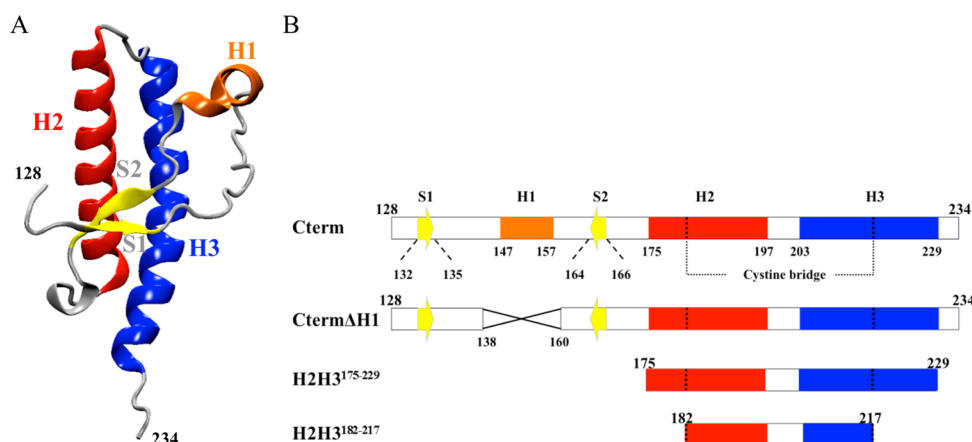 A
H1
H2
S2
128
S1
H3
234
B
S1 H1 S2 H2 H3
128 234
Cterm
175 197 203 229
147 157
132 135 164 166
Cystine bridge
128 234
CtermΔH1
138 160
175 229
H2H3¹⁷⁵⁻²²⁹
182 217
H2H3¹⁸²⁻²¹⁷